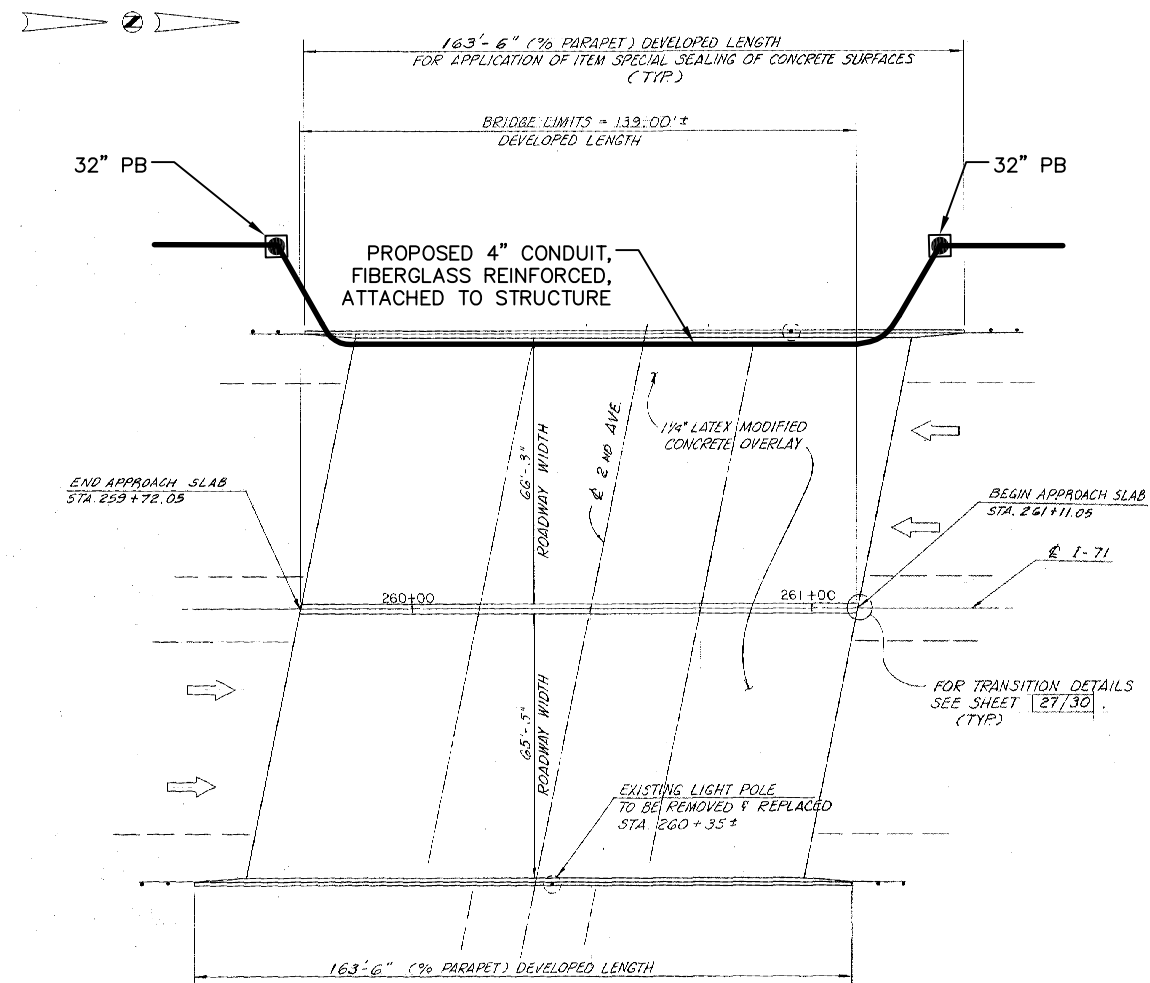 N
163'-6" (% PARAPET) DEVELOPED LENGTH
FOR APPLICATION OF ITEM SPECIAL SEALING OF CONCRETE SURFACES
(TYP.)
BRIDGE LIMITS = 139.00'±
DEVELOPED LENGTH
32” PB
32” PB
PROPOSED 4” CONDUIT,
FIBERGLASS REINFORCED,
ATTACHED TO STRUCTURE
1¼" LATEX MODIFIED
CONCRETE OVERLAY
66'-3"
ROADWAY WIDTH
℄ 2 ND AVE.
END APPROACH SLAB
STA. 259+72.05
BEGIN APPROACH SLAB
STA. 261+11.05
℄ I-71
260+00
261+00
FOR TRANSITION DETAILS
SEE SHEET 27/30 .
(TYP.)
65'-5"
ROADWAY WIDTH
EXISTING LIGHT POLE
TO BE REMOVED & REPLACED
STA. 260+35±
163'-6" (% PARAPET) DEVELOPED LENGTH